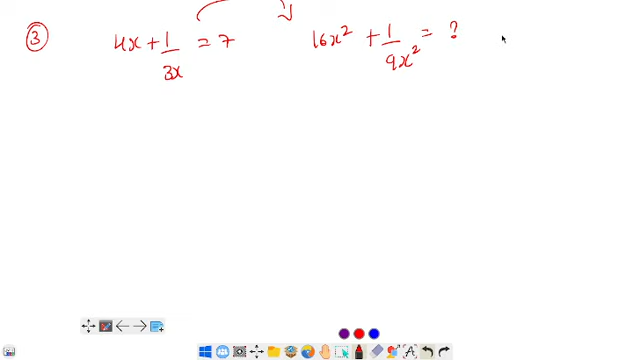 ③ 4x + 1/3x = 7 16x² + 1/9x² = ?